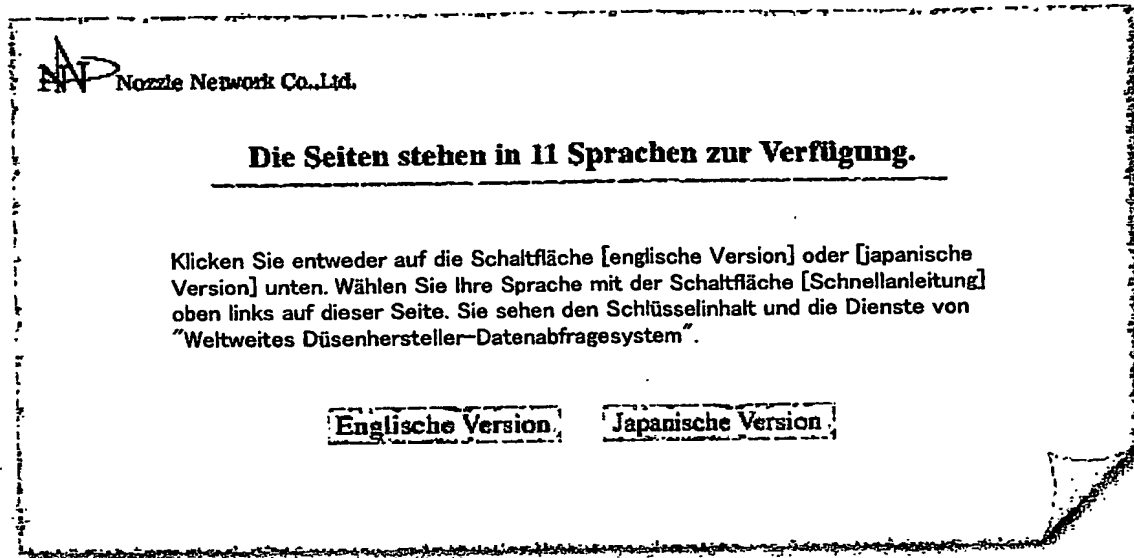 NNP Nozzle Network Co.,Ltd.
Die Seiten stehen in 11 Sprachen zur Verfügung.
Klicken Sie entweder auf die Schaltfläche [englische Version] oder [japanische
Version] unten. Wählen Sie Ihre Sprache mit der Schaltfläche [Schnellanleitung]
oben links auf dieser Seite. Sie sehen den Schlüsselinhalt und die Dienste von
"Weltweites Düsenhersteller-Datenabfragesystem".
Englische Version
Japanische Version